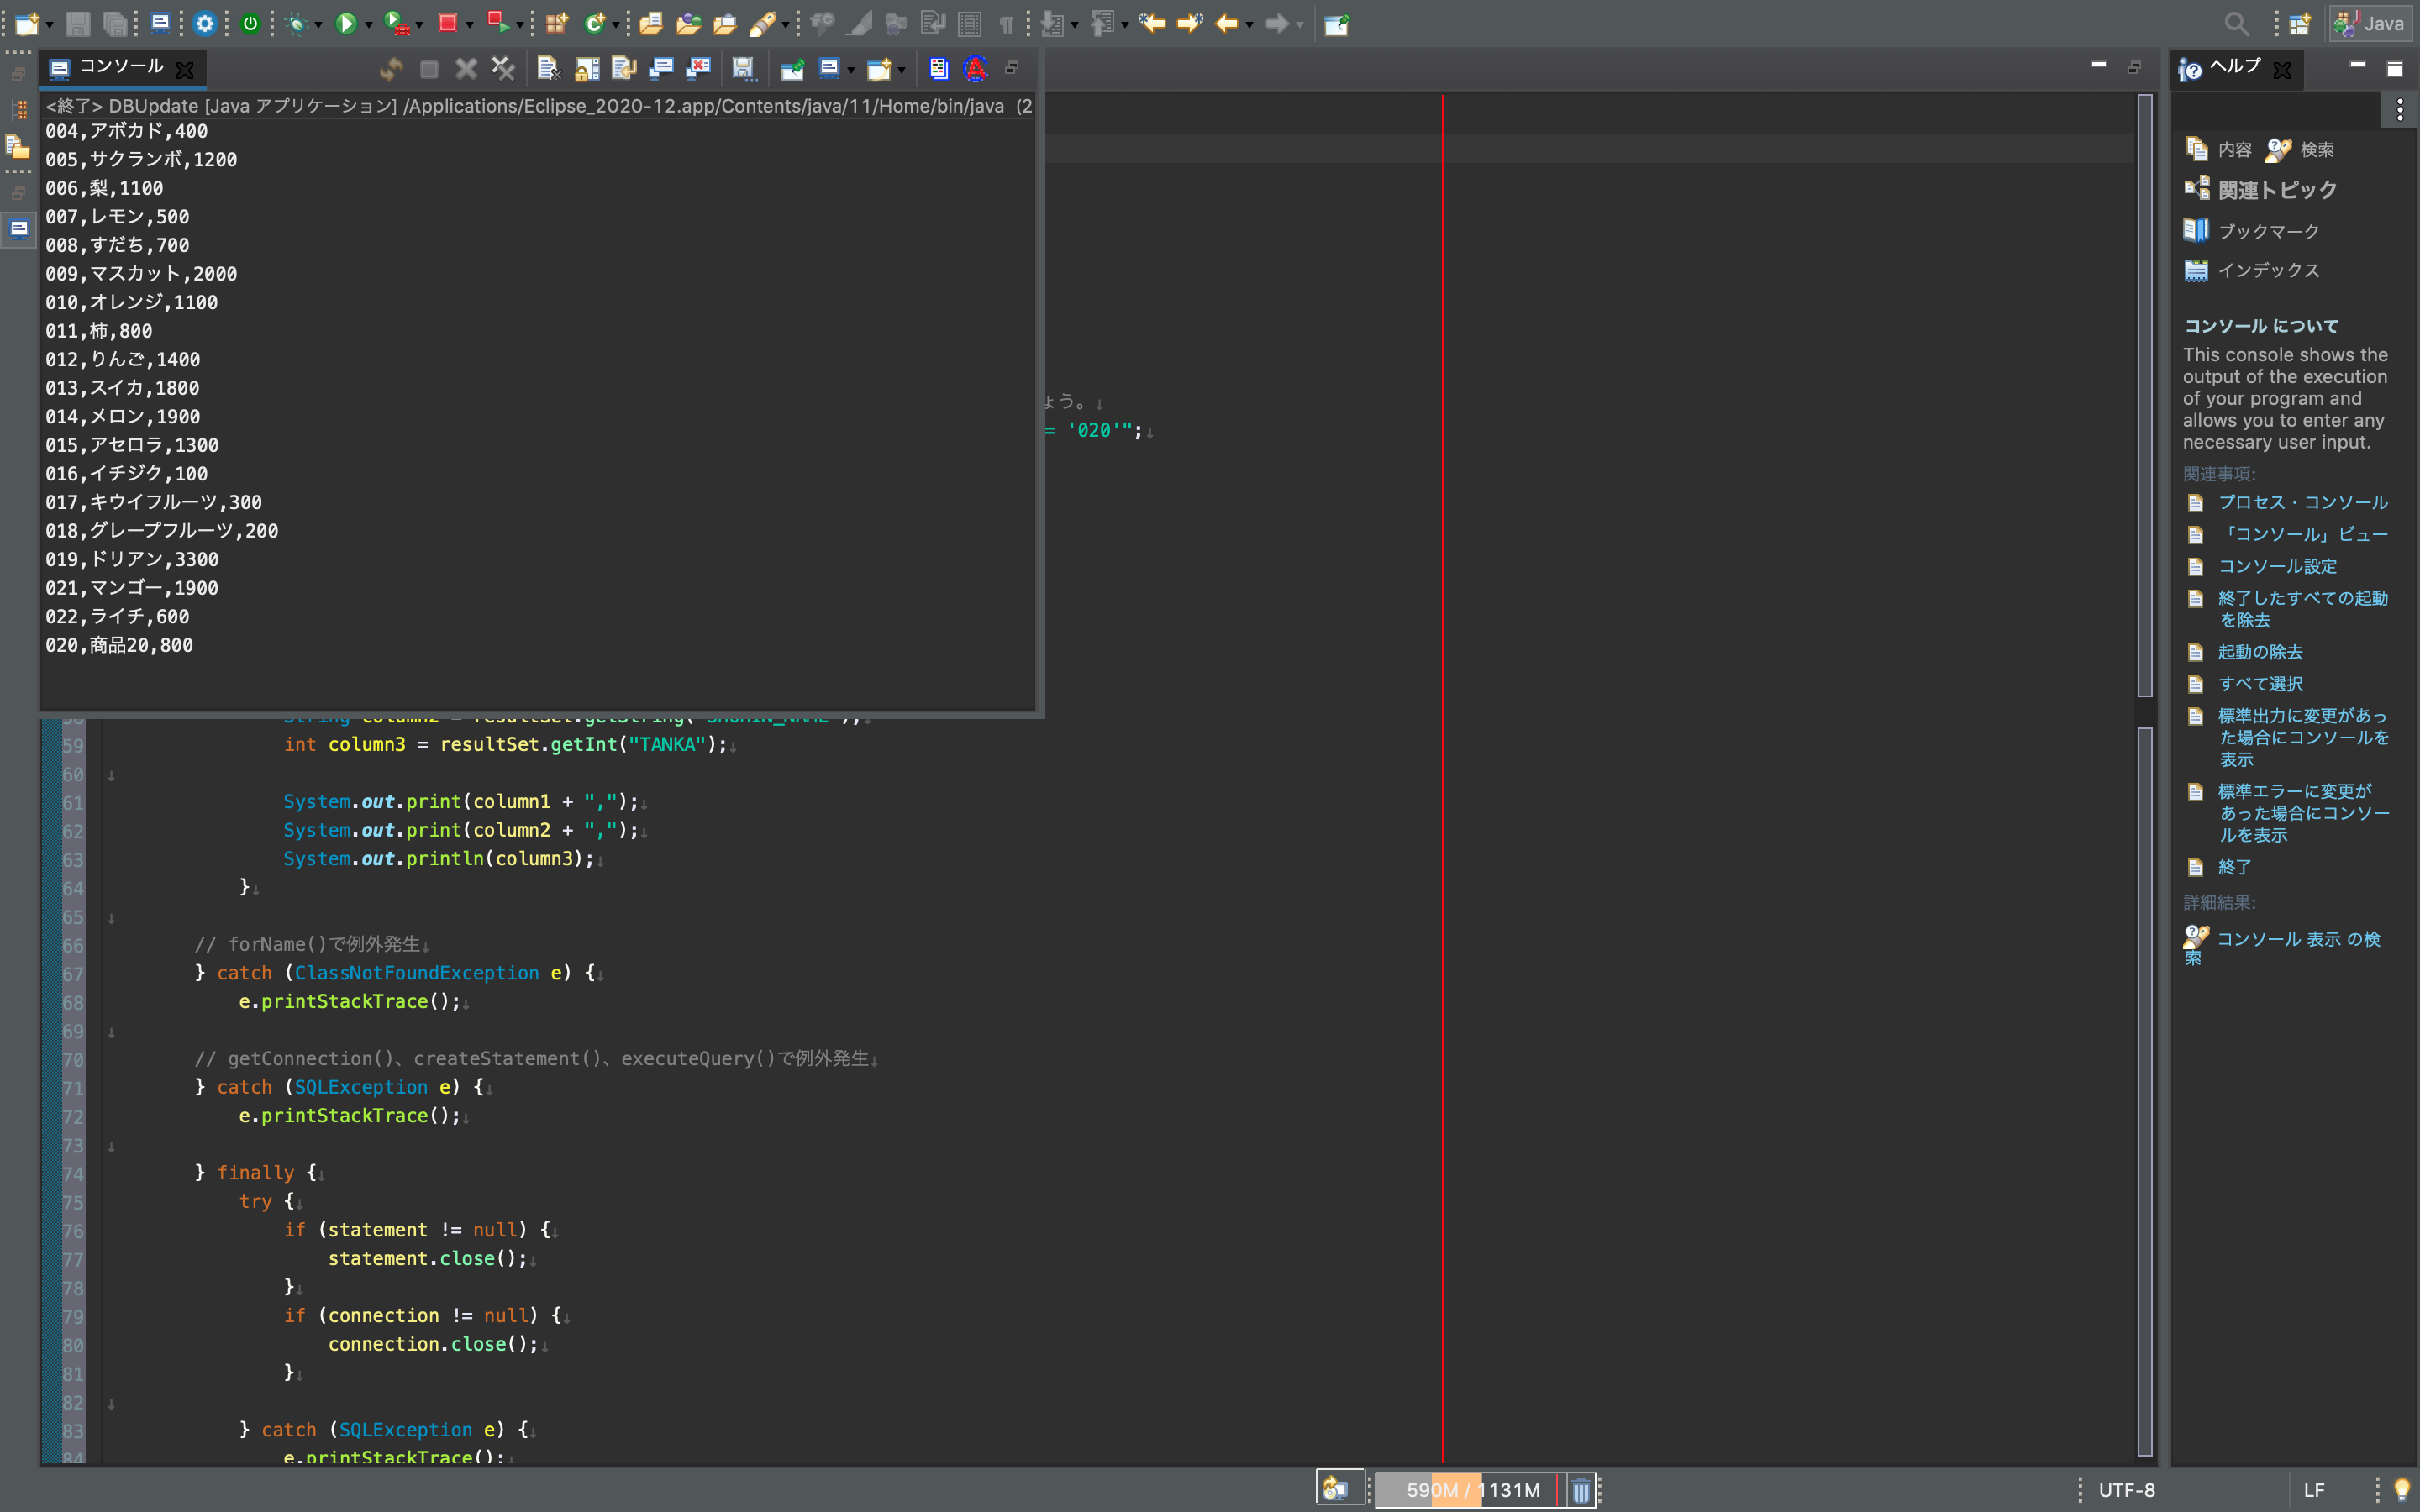 Java
コンソール
<終了> DBUpdate [Java アプリケーション] /Applications/Eclipse_2020-12.app/Contents/java/11/Home/bin/java (2
004,アボカド,400
005,サクランボ,1200
006,梨,1100
007,レモン,500
008,すだち,700
009,マスカット,2000
010,オレンジ,1100
011,柿,800
012,りんご,1400
013,スイカ,1800
014,メロン,1900
015,アセロラ,1300
016,イチジク,100
017,キウイフルーツ,300
018,グレープフルーツ,200
019,ドリアン,3300
021,マンゴー,1900
022,ライチ,600
020,商品20,800
ょう。↓
= '020'";↓
58 String column2 = resultSet.getString("SHOHIN_NAME");↓
59 int column3 = resultSet.getInt("TANKA");↓
60 ↓
61 System.out.print(column1 + ",");↓
62 System.out.print(column2 + ",");↓
63 System.out.println(column3);↓
64 }↓
65 ↓
66 // forName()で例外発生↓
67 } catch (ClassNotFoundException e) {↓
68 e.printStackTrace();↓
69 ↓
70 // getConnection()、createStatement()、executeQuery()で例外発生↓
71 } catch (SQLException e) {↓
72 e.printStackTrace();↓
73 ↓
74 } finally {↓
75 try {↓
76 if (statement != null) {↓
77 statement.close();↓
78 }↓
79 if (connection != null) {↓
80 connection.close();↓
81 }↓
82 ↓
83 } catch (SQLException e) {↓
84 e.printStackTrace();↓
ヘルプ
内容 検索
関連トピック
ブックマーク
インデックス
コンソール について
This console shows the
output of the execution
of your program and
allows you to enter any
necessary user input.
関連事項:
プロセス・コンソール
「コンソール」ビュー
コンソール設定
終了したすべての起動
を除去
起動の除去
すべて選択
標準出力に変更があっ
た場合にコンソールを
表示
標準エラーに変更が
あった場合にコンソー
ルを表示
終了
詳細結果:
コンソール 表示 の検
索
590M / 1131M
UTF-8
LF